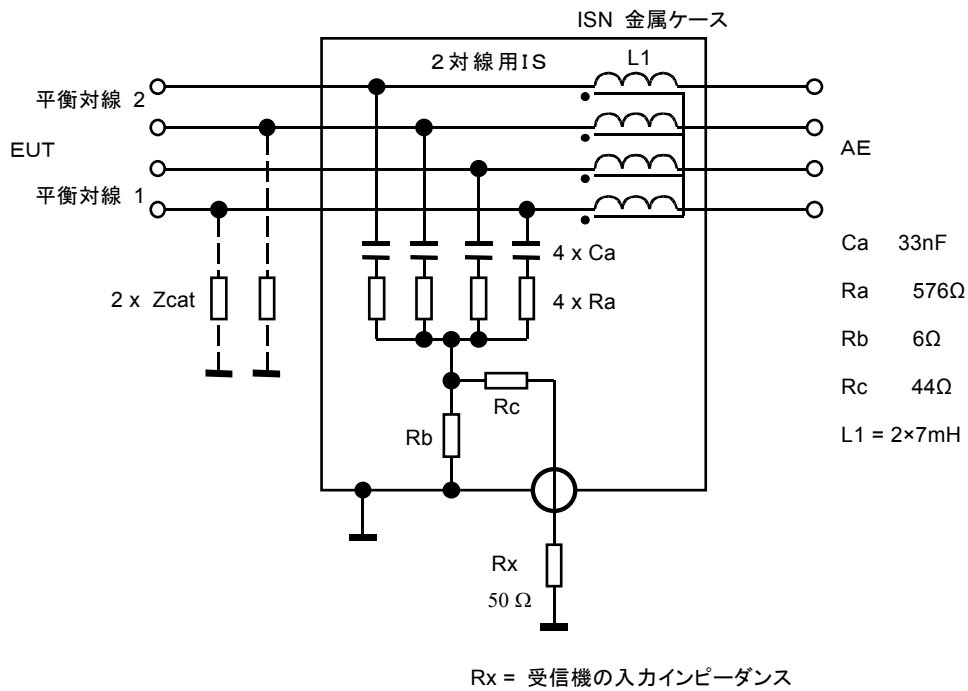 ISN 金属ケース
2対線用IS
L1
平衡対線 2
EUT
平衡対線 1
AE
4 x Ca
4 x Ra
2 x Zcat
Rc
Rb
Rx
50 Ω
Ca 33nF
Ra 576Ω
Rb 6Ω
Rc 44Ω
L1 = 2×7mH
Rx = 受信機の入力インピーダンス